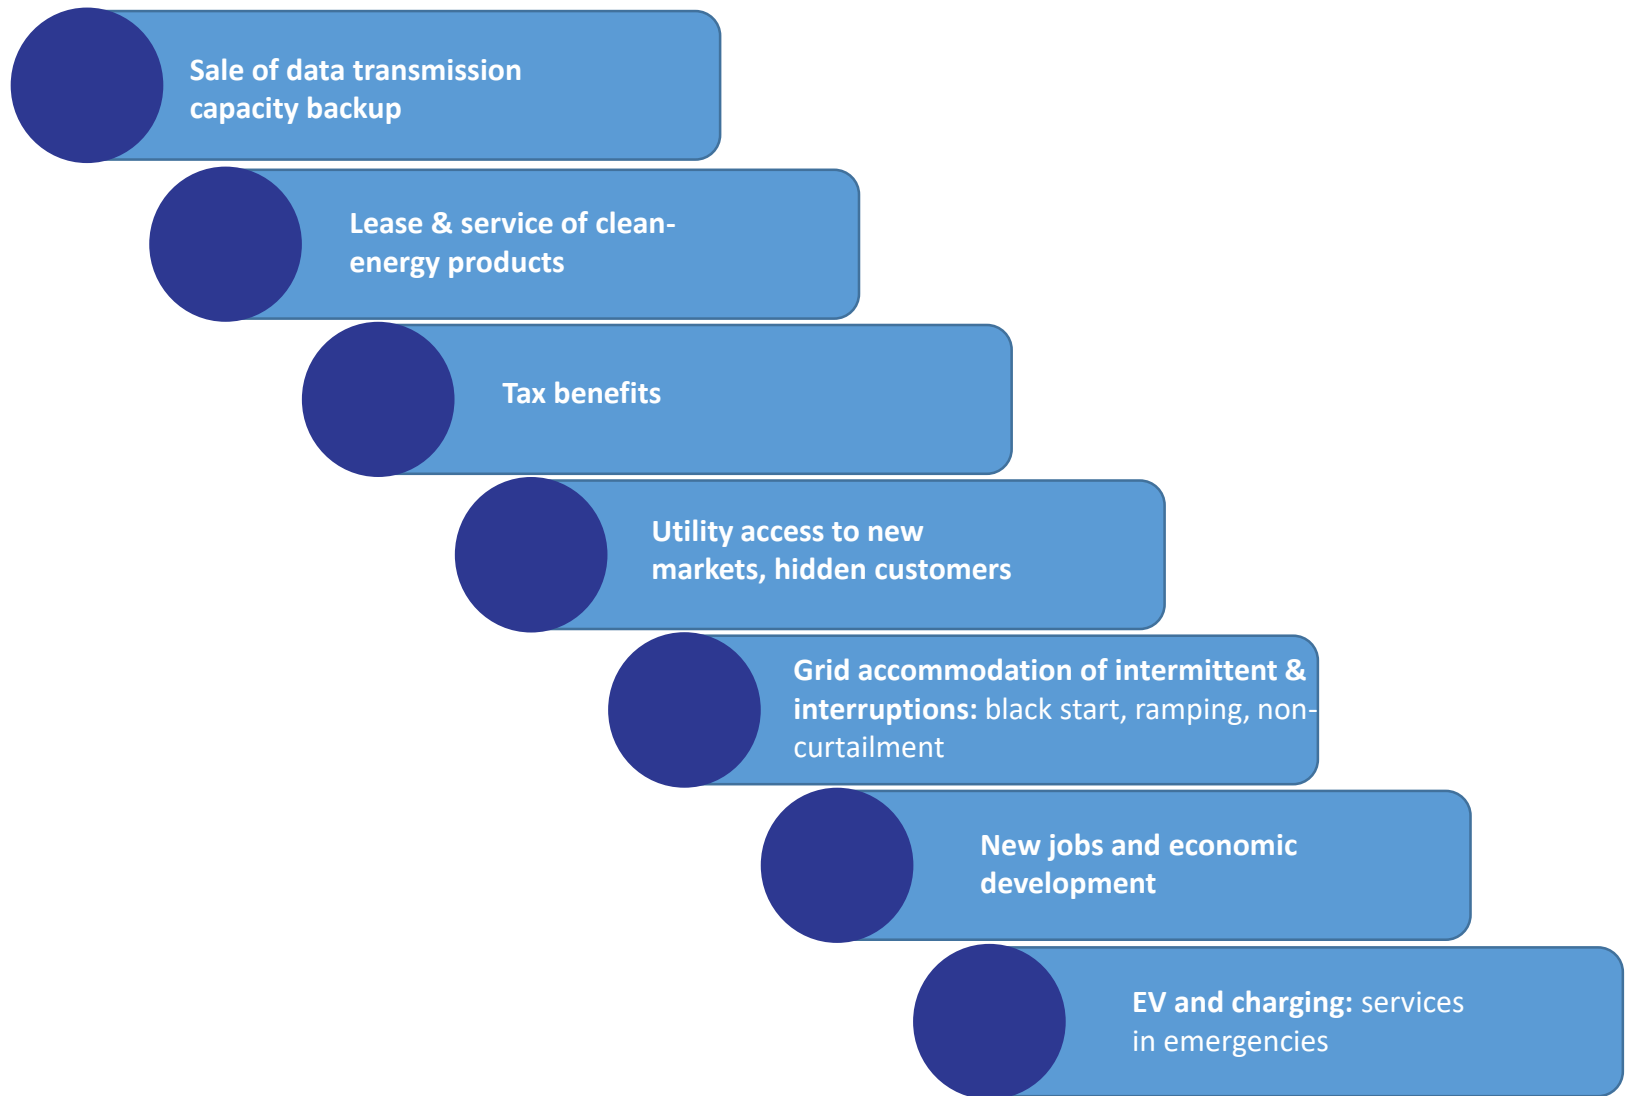 Sale of data transmission
capacity backup
Lease & service of clean-
energy products
Tax benefits
Utility access to new
markets, hidden customers
Grid accommodation of intermittent &
interruptions: black start, ramping, non-
curtailment
New jobs and economic
development
EV and charging: services
in emergencies